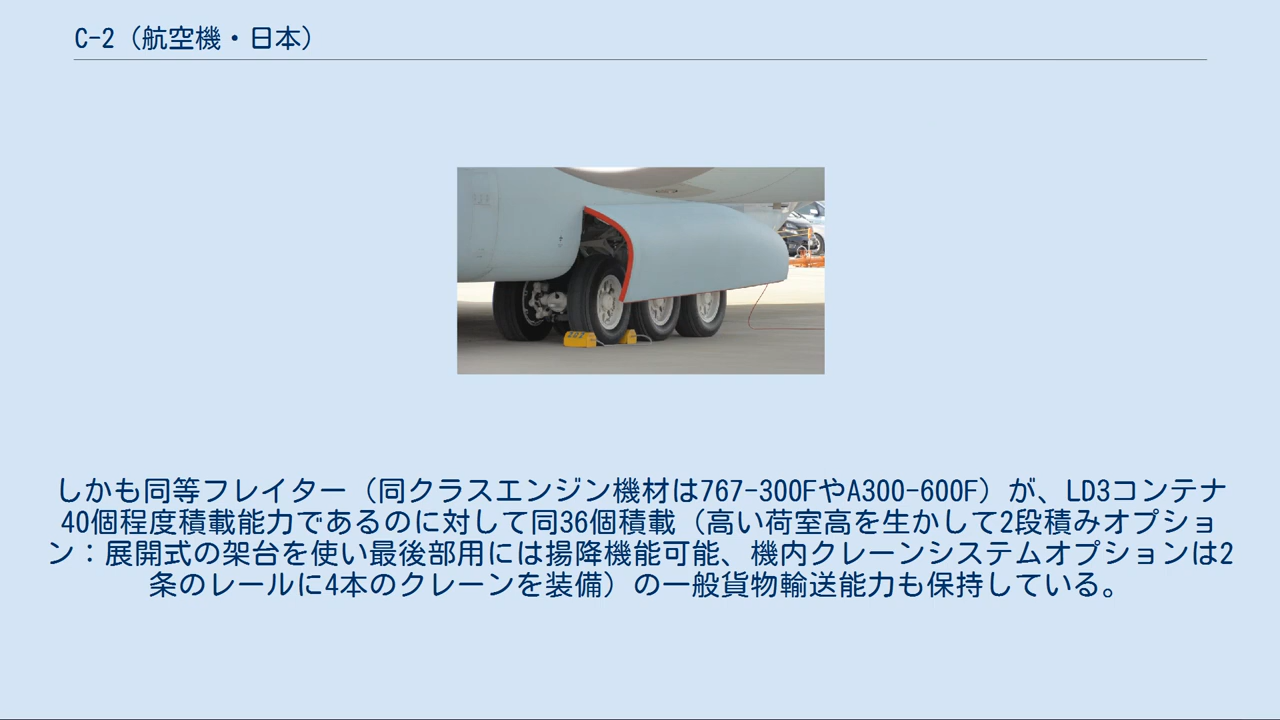 C-2（航空機・日本）
しかも同等フレイター（同クラスエンジン機材は767-300FやA300-600F）が、LD3コンテナ
40個程度積載能力であるのに対して同36個積載（高い荷室高を生かして2段積みオプショ
ン：展開式の架台を使い最後部用には揚降機能可能、機内クレーンシステムオプションは2
条のレールに4本のクレーンを装備）の一般貨物輸送能力も保持している。